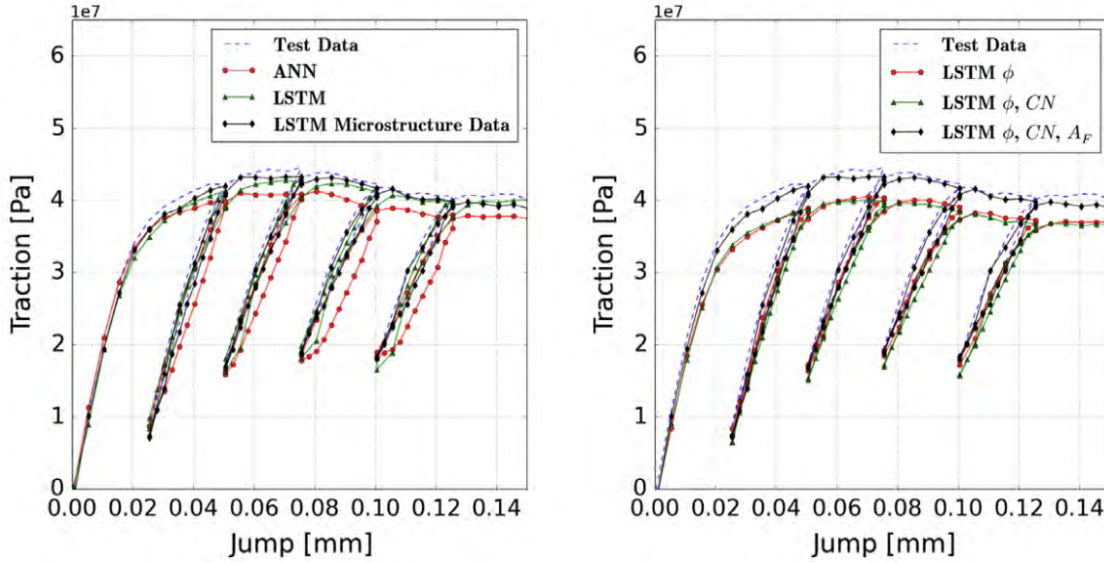 1e7
6
5
4
3
2
1
0
Traction [Pa]
0.00 0.02 0.04 0.06 0.08 0.10 0.12 0.14
Jump [mm]
Test Data
ANN
LSTM
LSTM Microstructure Data
1e7
6
5
4
3
2
1
0
Traction [Pa]
0.00 0.02 0.04 0.06 0.08 0.10 0.12 0.14
Jump [mm]
Test Data
LSTM ϕ
LSTM ϕ, CN
LSTM ϕ, CN, A_F